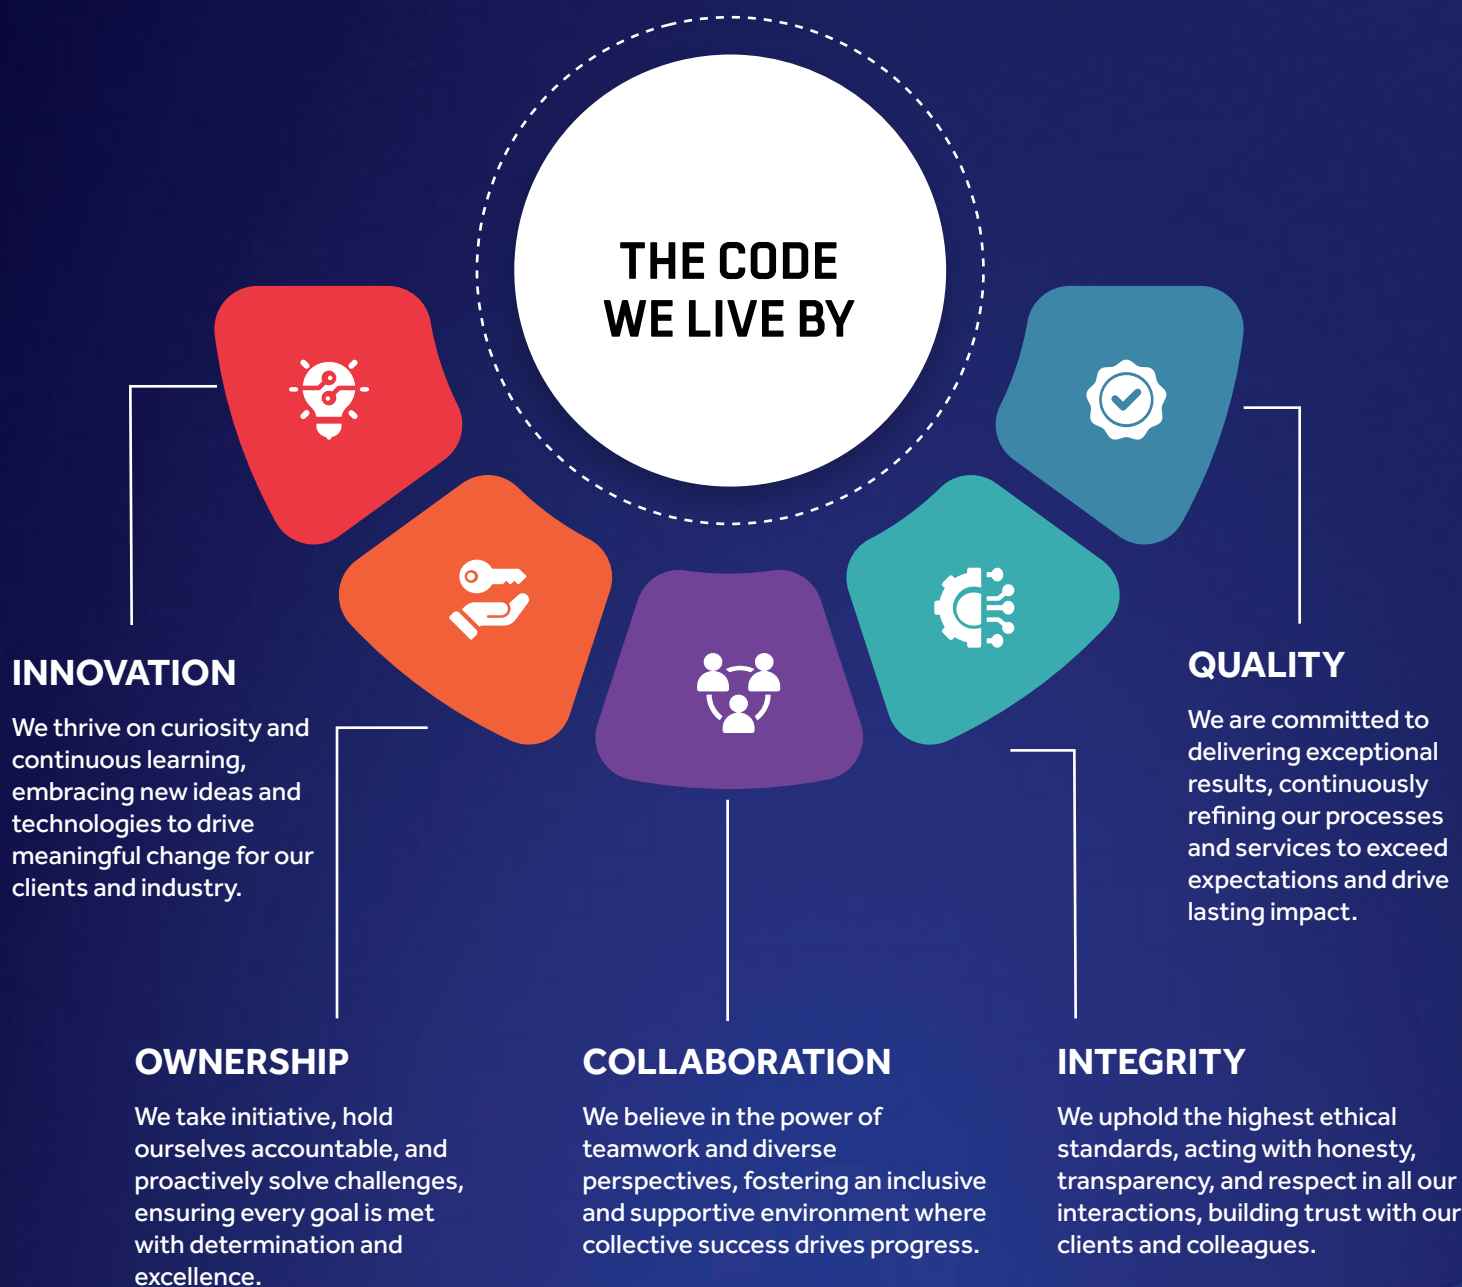 THE CODE
WE LIVE BY
INNOVATION
We thrive on curiosity and
continuous learning,
embracing new ideas and
technologies to drive
meaningful change for our
clients and industry.
OWNERSHIP
We take initiative, hold
ourselves accountable, and
proactively solve challenges,
ensuring every goal is met
with determination and
excellence.
COLLABORATION
We believe in the power of
teamwork and diverse
perspectives, fostering an inclusive
and supportive environment where
collective success drives progress.
INTEGRITY
We uphold the highest ethical
standards, acting with honesty,
transparency, and respect in all our
interactions, building trust with our
clients and colleagues.
QUALITY
We are committed to
delivering exceptional
results, continuously
refining our processes
and services to exceed
expectations and drive
lasting impact.